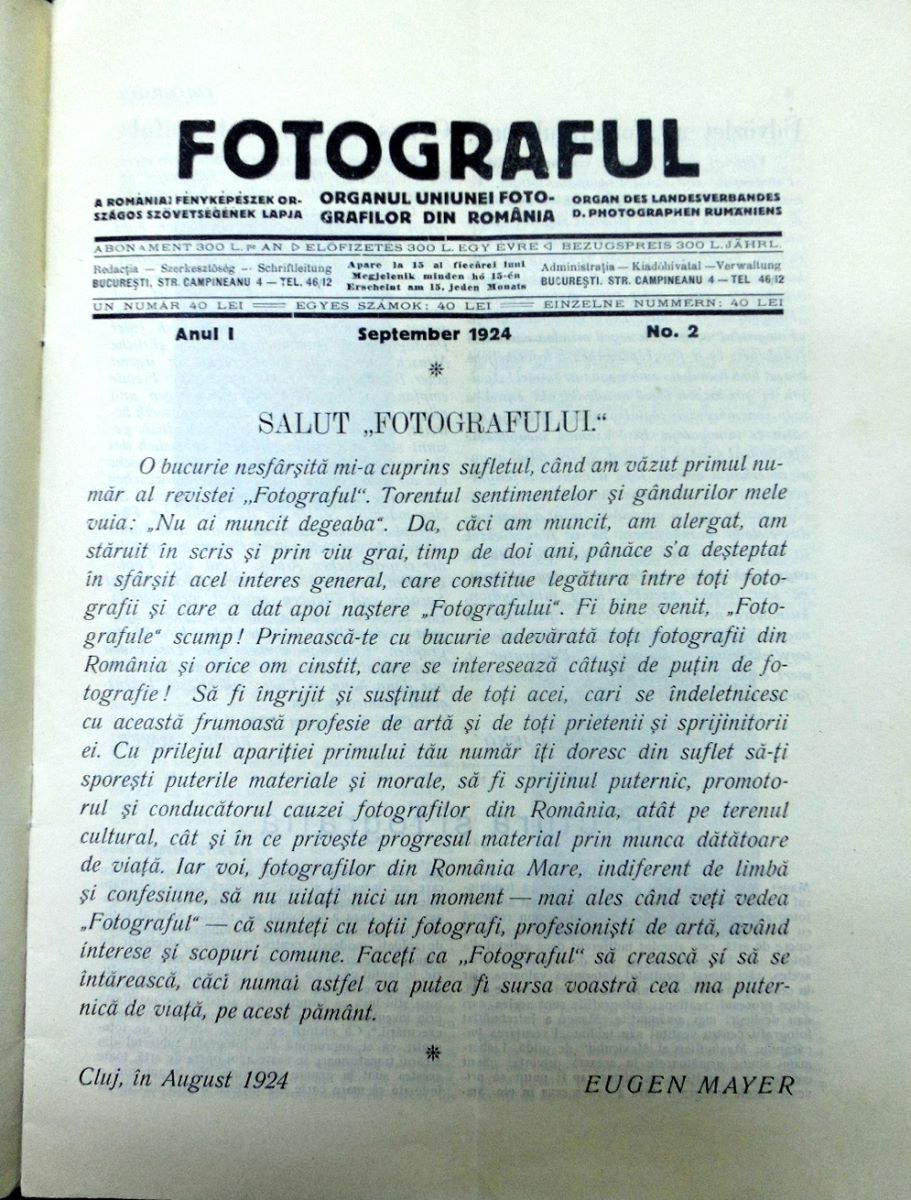 FOTOGRAFUL
A ROMÁNIAI FÉNYKÉPÉSZEK OR-
SZÁGOS SZÖVETSÉGÉNEK LAPJA
ORGANUL UNIUNEI FOTO-
GRAFILOR DIN ROMÂNIA
ORGAN DES LANDESVERBANDES
D. PHOTOGRAPHEN RUMÄNIENS
ABONAMENT 300 L. PE AN ▷ ELŐFIZETÉS 300 L. EGY ÉVRE ◁ BEZUGSPREIS 300 L. JÄHRL.
Redacția — Szerkesztőség — Schriftleitung
BUCUREȘTI, STR. CAMPINEANU 4 — TEL. 46/12
Apare la 15 al fiecărei luni
Megjelenik minden hó 15-én
Erscheint am 15. jeden Monats
Administrația — Kiadóhivatal — Verwaltung
BUCUREȘTI, STR. CAMPINEANU 4 — TEL 46/12
UN NUMĂR 40 LEI === EGYES SZÁMOK: 40 LEI === EINZELNE NUMMERN: 40 LEI
Anul I September 1924 No. 2
SALUT „FOTOGRAFULUI.“
O bucurie nesfârșită mi-a cuprins sufletul, când am văzut primul nu-
măr al revistei „Fotograful“. Torentul sentimentelor și gândurilor mele
vuia: „Nu ai muncit degeaba“. Da, căci am muncit, am alergat, am
stăruit în scris și prin viu grai, timp de doi ani, pânăce s'a deșteptat
în sfârșit acel interes general, care constitue legătura între toți foto-
grafii și care a dat apoi naștere „Fotografului“. Fi bine venit, „Foto-
grafule“ scump! Primească-te cu bucurie adevărată toți fotografii din
România și orice om cinstit, care se interesează câtuși de puțin de fo-
tografie! Să fi îngrijit și susținut de toți acei, cari se îndeletnicesc
cu această frumoasă profesie de artă și de toți prietenii și sprijinitorii
ei. Cu prilejul apariției primului tău număr îți doresc din suflet să-ți
sporești puterile materiale și morale, să fi sprijinul puternic, promoto-
rul și conducătorul cauzei fotografilor din România, atât pe terenul
cultural, cât și în ce privește progresul material prin munca dătătoare
de viață. Iar voi, fotografilor din România Mare, indiferent de limbă
și confesiune, să nu uitați nici un moment — mai ales când veți vedea
„Fotograful“ — că sunteți cu toții fotografi, profesioniști de artă, având
interese și scopuri comune. Faceți ca „Fotograful“ să crească și să se
întărească, căci numai astfel va putea fi sursa voastră cea ma puter-
nică de viață, pe acest pământ.
Cluj, în August 1924 EUGEN MAYER